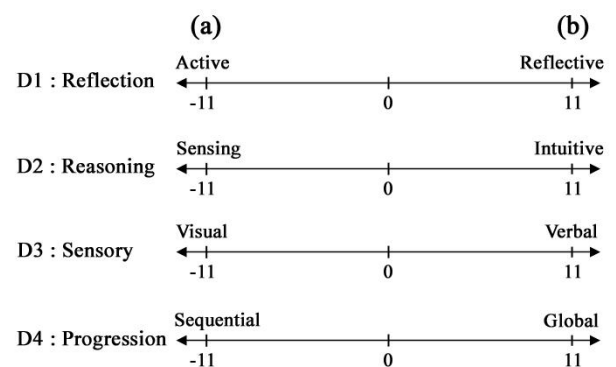 (a) (b)
Active Reflective
D1 : Reflection
-11 0 11
Sensing Intuitive
D2 : Reasoning
-11 0 11
Visual Verbal
D3 : Sensory
-11 0 11
Sequential Global
D4 : Progression
-11 0 11